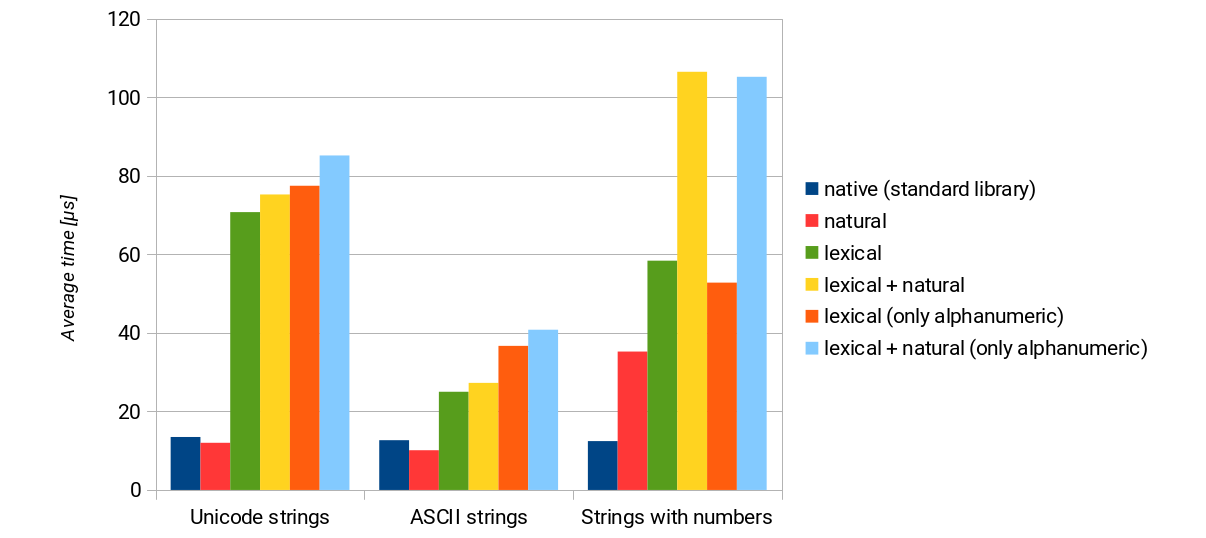 120
100
80
60
40
20
0
Average time [µs]
Unicode strings
ASCII strings
Strings with numbers
native (standard library)
natural
lexical
lexical + natural
lexical (only alphanumeric)
lexical + natural (only alphanumeric)